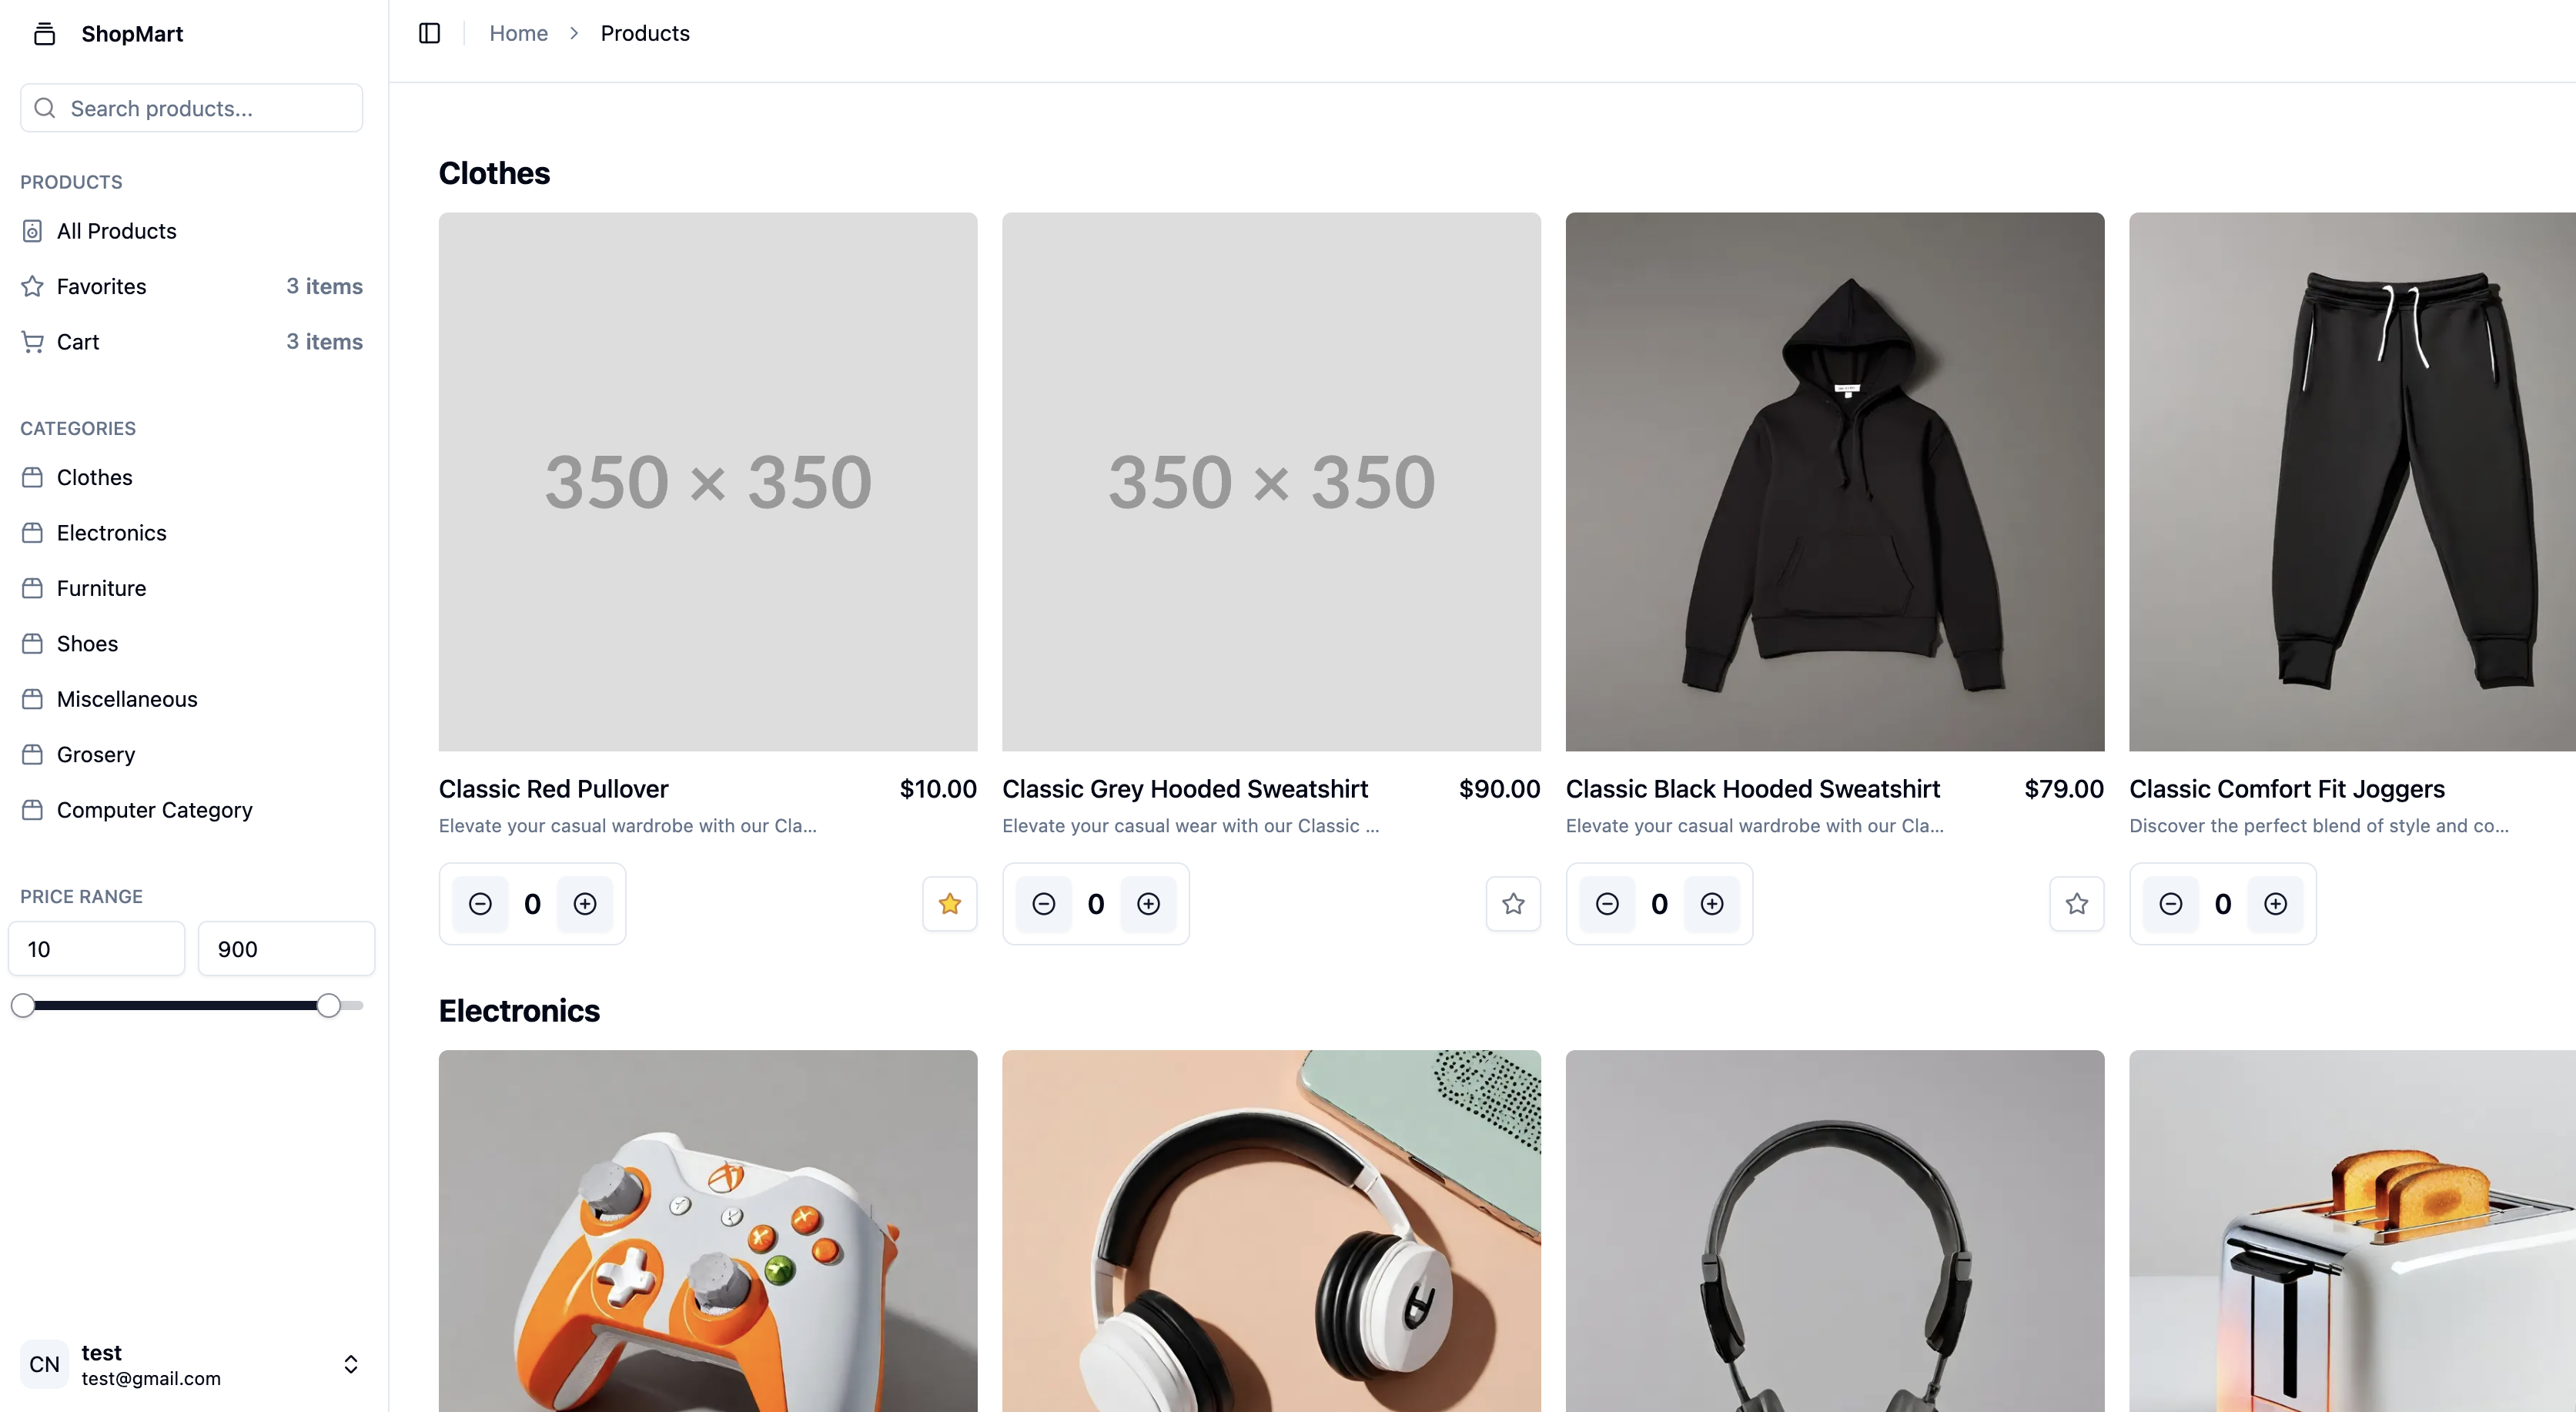 ShopMart
Search products...
PRODUCTS
All Products
Favorites 3 items
Cart 3 items
CATEGORIES
Clothes
Electronics
Furniture
Shoes
Miscellaneous
Grosery
Computer Category
PRICE RANGE
10 900
CN test
test@gmail.com
Home > Products
Clothes
350 × 350
350 × 350
Classic Red Pullover $10.00
Elevate your casual wardrobe with our Cla...
0
Classic Grey Hooded Sweatshirt $90.00
Elevate your casual wear with our Classic ...
0
Classic Black Hooded Sweatshirt $79.00
Elevate your casual wardrobe with our Cla...
0
Classic Comfort Fit Joggers
Discover the perfect blend of style and co...
0
Electronics